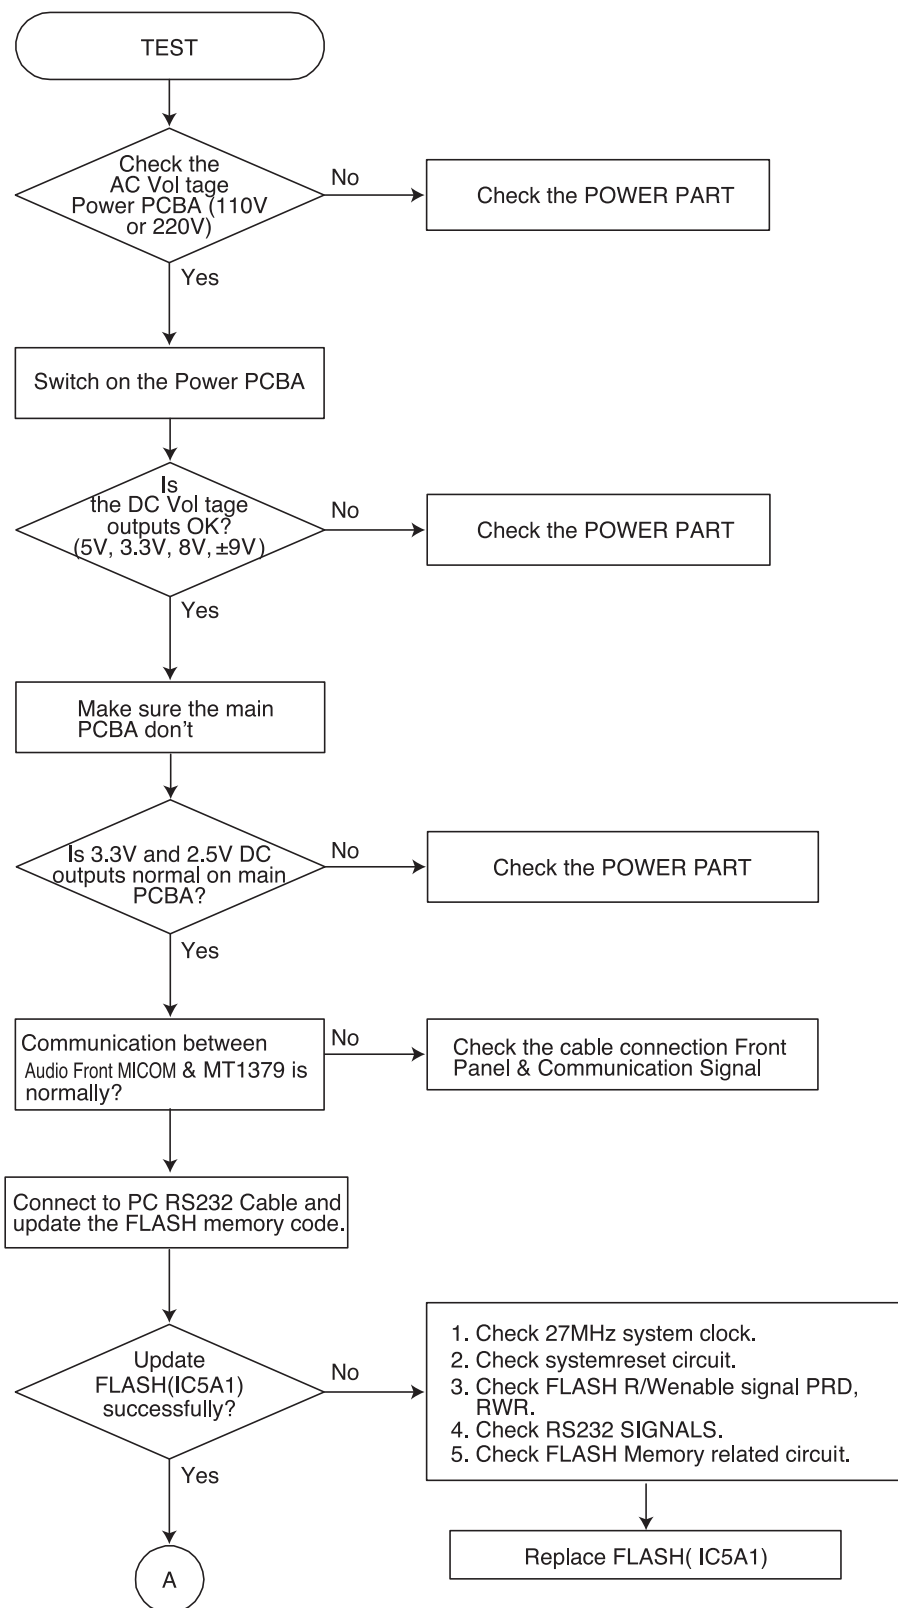 TEST
Check the
AC Vol tage
Power PCBA (110V
or 220V)
No
Check the POWER PART
Yes
Switch on the Power PCBA
Is
the DC Vol tage
outputs OK?
(5V, 3.3V, 8V, ±9V)
No
Check the POWER PART
Yes
Make sure the main
PCBA don't
Is 3.3V and 2.5V DC
outputs normal on main
PCBA?
No
Check the POWER PART
Yes
Communication between
Audio Front MICOM & MT1379 is
normally?
No
Check the cable connection Front
Panel & Communication Signal
Connect to PC RS232 Cable and
update the FLASH memory code.
Update
FLASH(IC5A1)
successfully?
No
1. Check 27MHz system clock.
2. Check systemreset circuit.
3. Check FLASH R/Wenable signal PRD,
RWR.
4. Check RS232 SIGNALS.
5. Check FLASH Memory related circuit.
Yes
Replace FLASH( IC5A1)
A